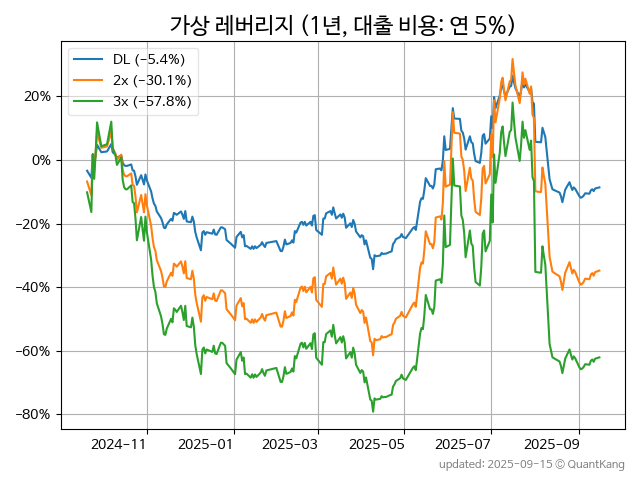 가상 레버리지 (1년, 대출 비용: 연 5%)
DL (−5.4%)
2x (−30.1%)
3x (−57.8%)
20%
0%
−20%
−40%
−60%
−80%
2024-11
2025-01
2025-03
2025-05
2025-07
2025-09
updated: 2025-09-15 ⓒ QuantKang